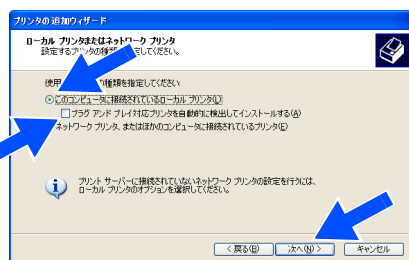 プリンタの追加ウィザード
ローカル プリンタまたはネットワーク プリンタ
設定するプリンタの種類を指定してください。
使用 の種類を指定してください
このコンピュータに接続されているローカル プリンタ(L)
プラグ アンド プレイ対応プリンタを自動的に検出してインストールする(A)
ネットワーク プリンタ、またはほかのコンピュータに接続されているプリンタ(E)
プリント サーバーに接続されていないネットワーク プリンタの設定を行うには、
ローカル プリンタのオプションを選択してください。
< 戻る(B)
次へ(N) >
キャンセル